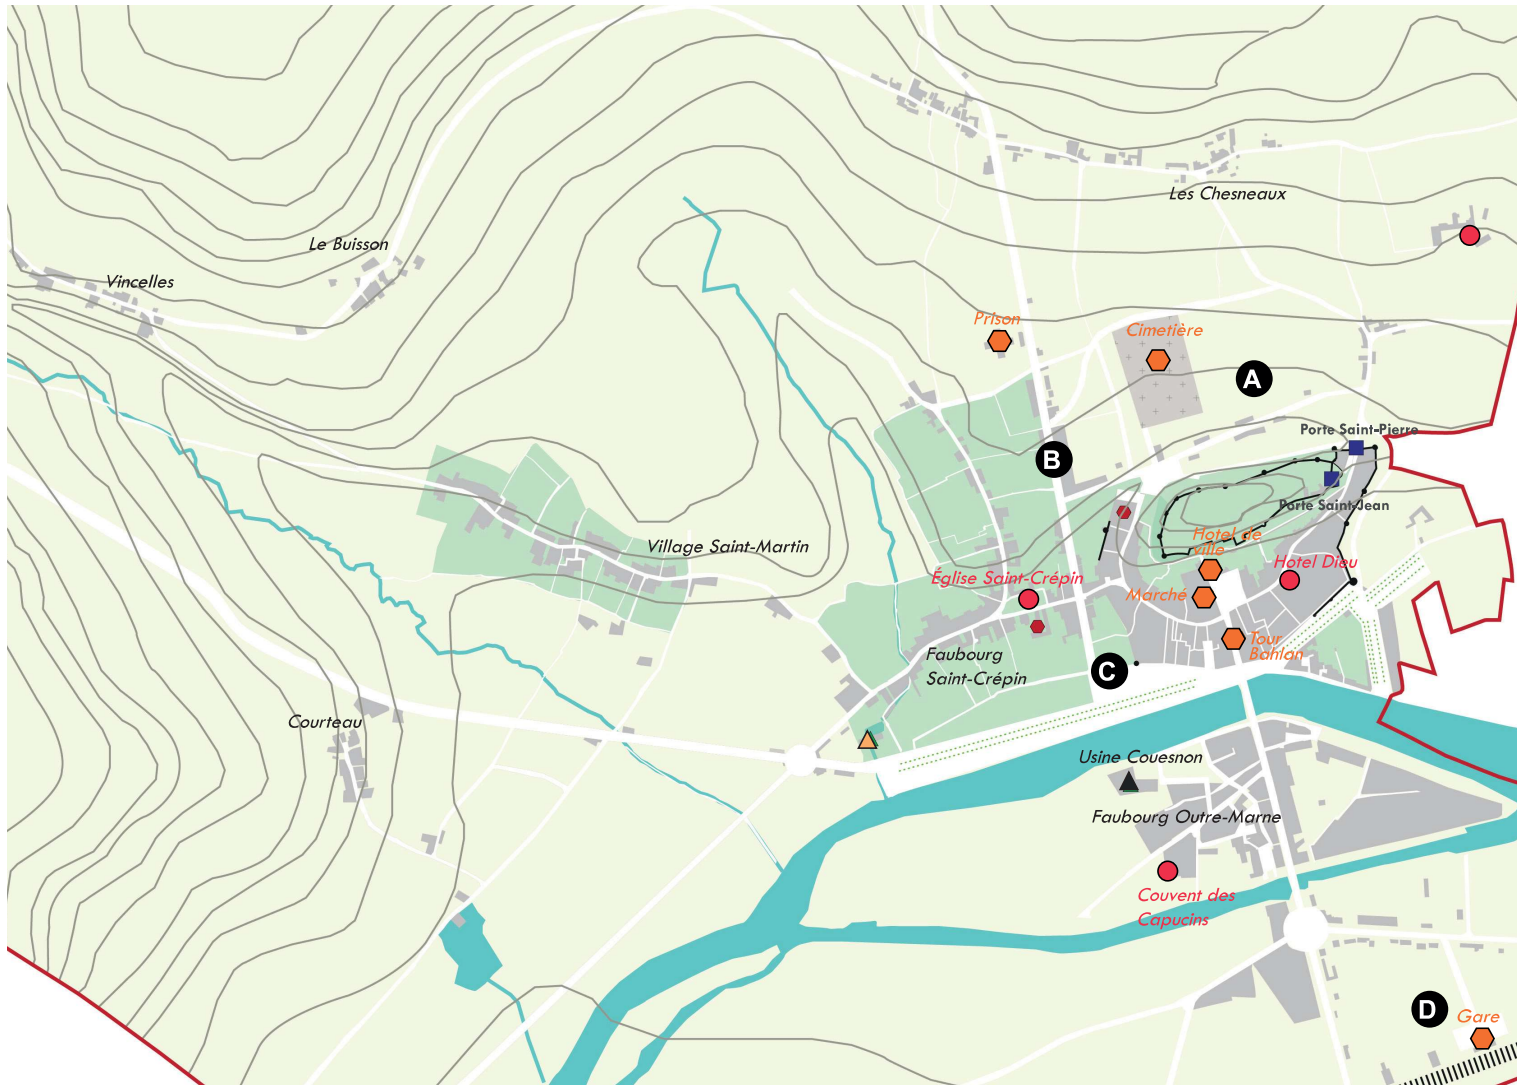 Les Chesneaux
Le Buisson
Vincelles
Prison
Cimetière
A
Porte Saint-Pierre
B
Porte Saint-Jean
Hotel de
ville
Village Saint-Martin
Hotel Dieu
Église Saint-Crépin
Marché
Tour
Bahlan
Faubourg
Saint-Crépin
C
Courteau
Usine Couesnon
Faubourg Outre-Marne
Couvent des
Capucins
D
Gare